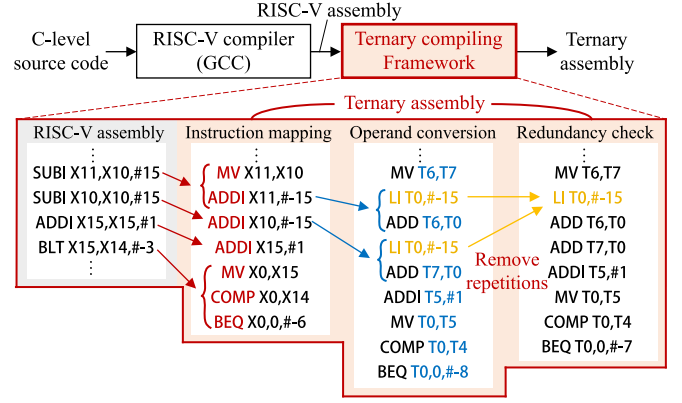 C-level
source code
RISC-V compiler
(GCC)
RISC-V assembly
Ternary compiling
Framework
Ternary
assembly
Ternary assembly
RISC-V assembly
⋮
SUBI X11,X10,#15
SUBI X10,X10,#15
ADDI X15,X15,#1
BLT X15,X14,#-3
⋮
Instruction mapping
⋮
MV X11,X10
ADDI X11,#-15
ADDI X10,#-15
ADDI X15,#1
MV X0,X15
COMP X0,X14
BEQ X0,0,#-6
Operand conversion
⋮
MV T6,T7
LI T0,#-15
ADD T6,T0
LI T0,#-15
ADD T7,T0
ADDI T5,#1
MV T0,T5
COMP T0,T4
BEQ T0,0,#-8
Remove
repetitions
Redundancy check
⋮
MV T6,T7
LI T0,#-15
ADD T6,T0
ADD T7,T0
ADDI T5,#1
MV T0,T5
COMP T0,T4
BEQ T0,0,#-7